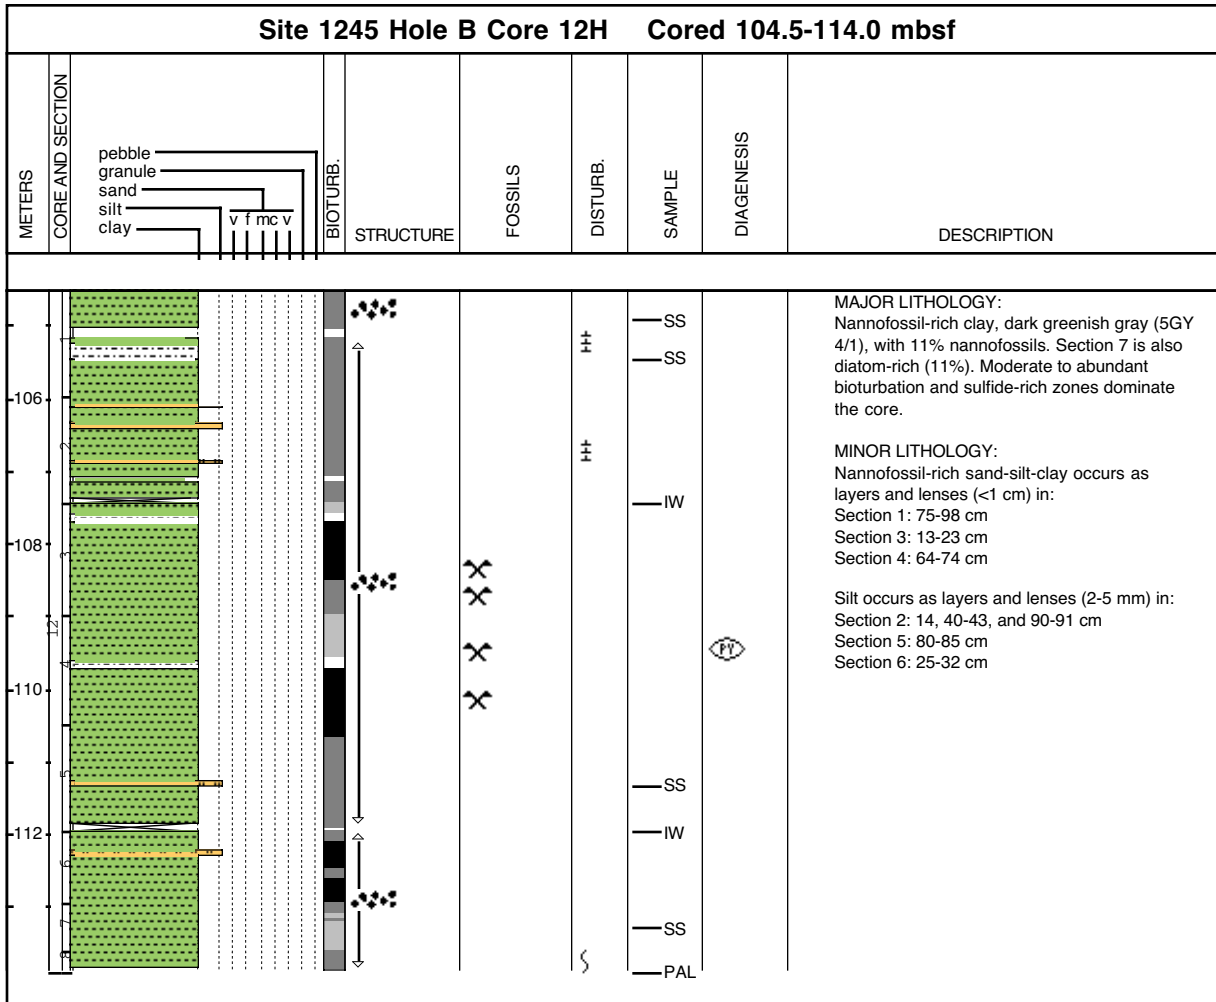 Site 1245 Hole B Core 12H Cored 104.5-114.0 mbsf
METERS
CORE AND SECTION
pebble
granule
sand
silt
clay
v f mc v
BIOTURB.
STRUCTURE
FOSSILS
DISTURB.
SAMPLE
DIAGENESIS
DESCRIPTION
106
108
110
112
12
1
2
3
4
5
6
7
8
SS
SS
IW
SS
IW
SS
PAL
PY
MAJOR LITHOLOGY:
Nannofossil-rich clay, dark greenish gray (5GY
4/1), with 11% nannofossils. Section 7 is also
diatom-rich (11%). Moderate to abundant
bioturbation and sulfide-rich zones dominate
the core.
MINOR LITHOLOGY:
Nannofossil-rich sand-silt-clay occurs as
layers and lenses (<1 cm) in:
Section 1: 75-98 cm
Section 3: 13-23 cm
Section 4: 64-74 cm
Silt occurs as layers and lenses (2-5 mm) in:
Section 2: 14, 40-43, and 90-91 cm
Section 5: 80-85 cm
Section 6: 25-32 cm